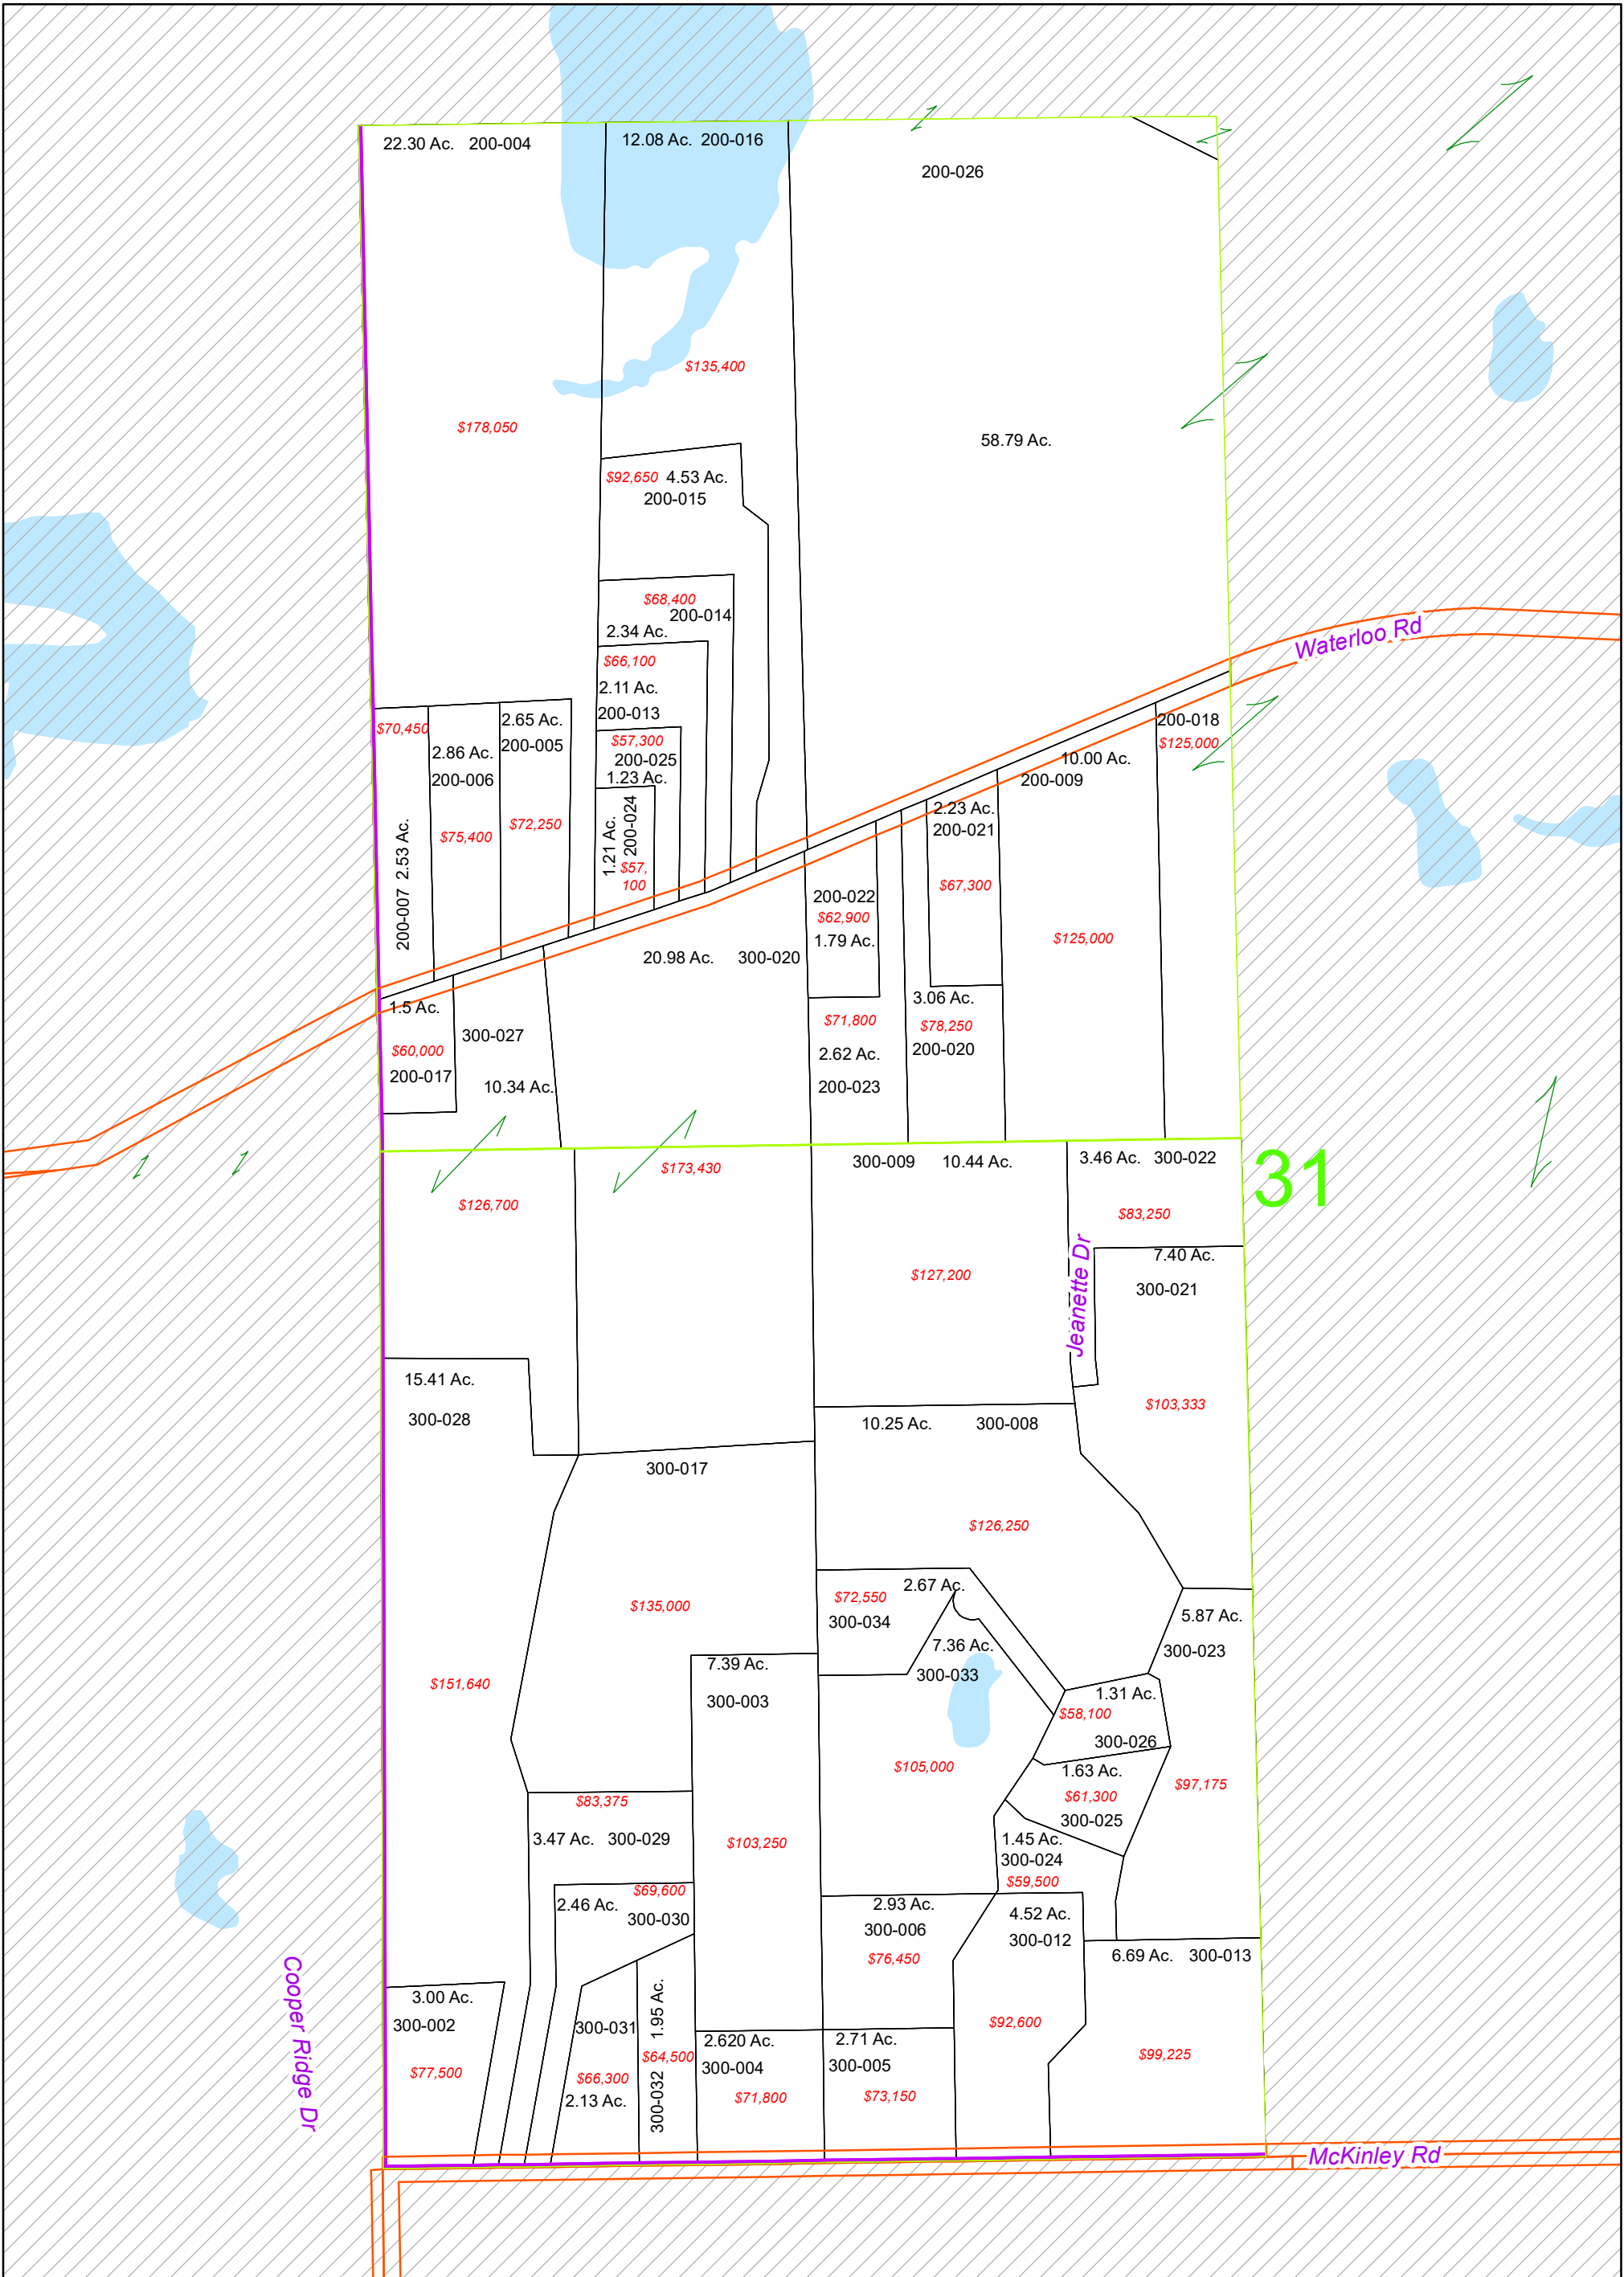 22.30 Ac. 200-004
12.08 Ac. 200-016
200-026
$135,400
$178,050
58.79 Ac.
$92,650 4.53 Ac.
200-015
$68,400
200-014
2.34 Ac.
Waterloo Rd
$66,100
2.11 Ac.
200-013
$70,450
2.65 Ac.
200-005
200-018
$125,000
2.86 Ac.
200-006
$57,300
200-025
1.23 Ac.
10.00 Ac.
200-009
2.23 Ac.
200-021
$75,400
$72,250
1.21 Ac.
200-024
$57,
100
200-007 2.53 Ac.
$67,300
200-022
$62,900
1.79 Ac.
$125,000
20.98 Ac. 300-020
1.5 Ac.
$60,000
200-017
300-027
10.34 Ac.
$71,800
2.62 Ac.
200-023
3.06 Ac.
$78,250
200-020
$173,430
300-009 10.44 Ac.
3.46 Ac. 300-022
31
$126,700
$83,250
7.40 Ac.
300-021
$127,200
Jeanette Dr
15.41 Ac.
300-028
$103,333
10.25 Ac. 300-008
300-017
$126,250
$135,000
$72,550
2.67 Ac.
300-034
5.87 Ac.
300-023
7.36 Ac.
300-033
$151,640
7.39 Ac.
300-003
1.31 Ac.
$58,100
300-026
$105,000
1.63 Ac.
$61,300
300-025
$97,175
$83,375
3.47 Ac. 300-029
$103,250
1.45 Ac.
300-024
$59,500
$69,600
2.46 Ac.
300-030
2.93 Ac.
300-006
$76,450
4.52 Ac.
300-012
6.69 Ac. 300-013
Cooper Ridge Dr
3.00 Ac.
300-002
$77,500
300-031
$66,300
2.13 Ac.
300-032 1.95 Ac.
$64,500
2.620 Ac.
300-004
$71,800
2.71 Ac.
300-005
$73,150
$92,600
$99,225
McKinley Rd